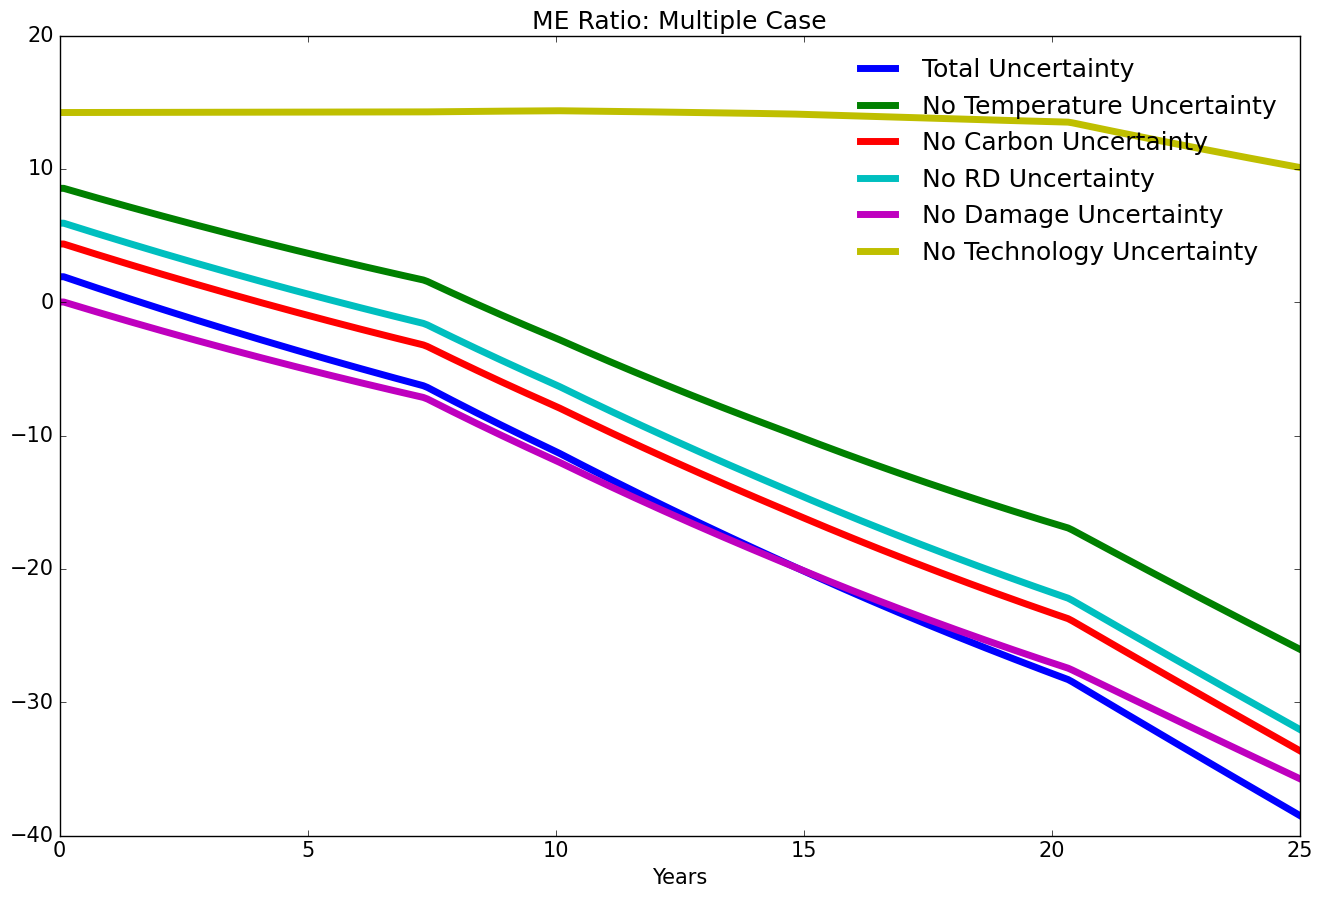 ME Ratio: Multiple Case
20
10
0
−10
−20
−30
−40
Total Uncertainty
No Temperature Uncertainty
No Carbon Uncertainty
No RD Uncertainty
No Damage Uncertainty
No Technology Uncertainty
0 5 10 15 20 25
Years